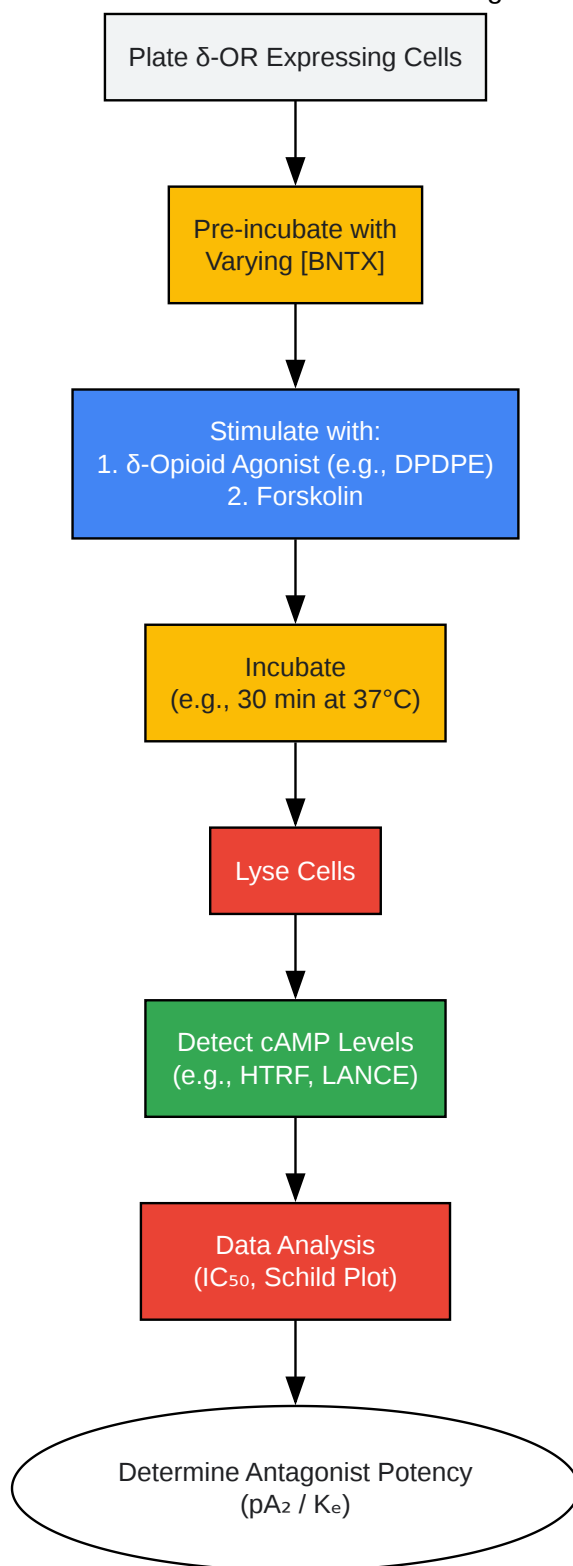 Plate δ-OR Expressing Cells
Pre-incubate with
Varying [BNTX]
Stimulate with:
1. δ-Opioid Agonist (e.g., DPDPE)
2. Forskolin
Incubate
(e.g., 30 min at 37°C)
Lyse Cells
Detect cAMP Levels
(e.g., HTRF, LANCE)
Data Analysis
(IC₅₀, Schild Plot)
Determine Antagonist Potency
(pA₂ / Kₑ)